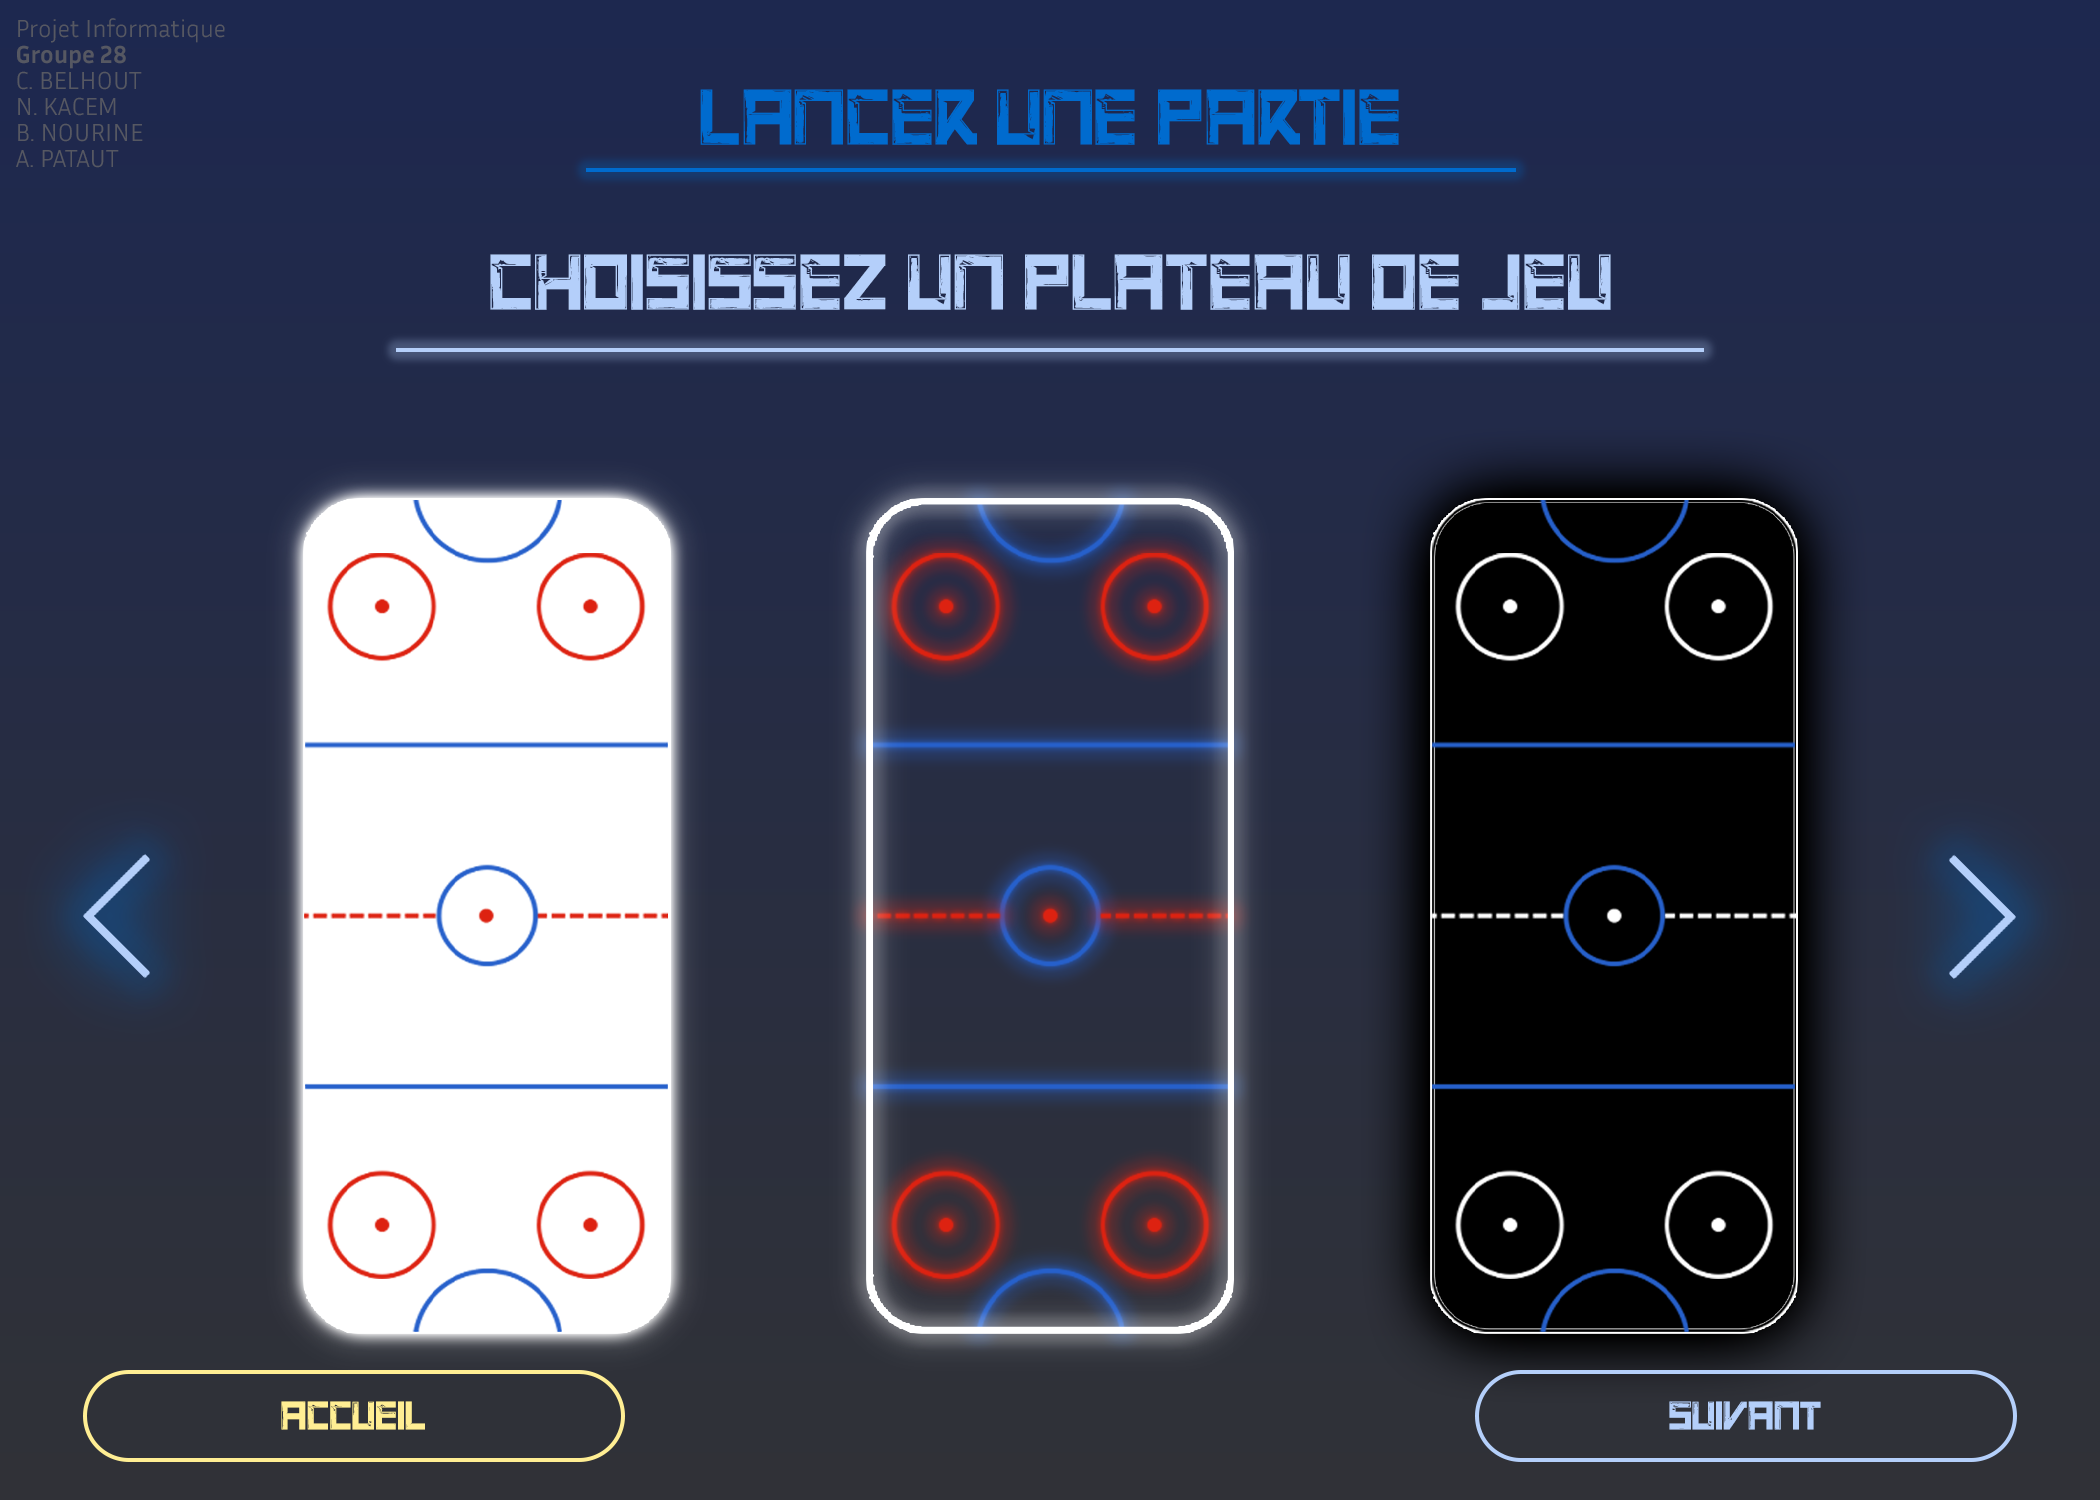 Projet Informatique
Groupe 28
C. BELHOUT
N. KACEM
B. NOURINE
A. PATAUT
LANCER UNE PARTIE
CHOISISSEZ UN PLATEAU DE JEU
ACCUEIL
SUIVANT